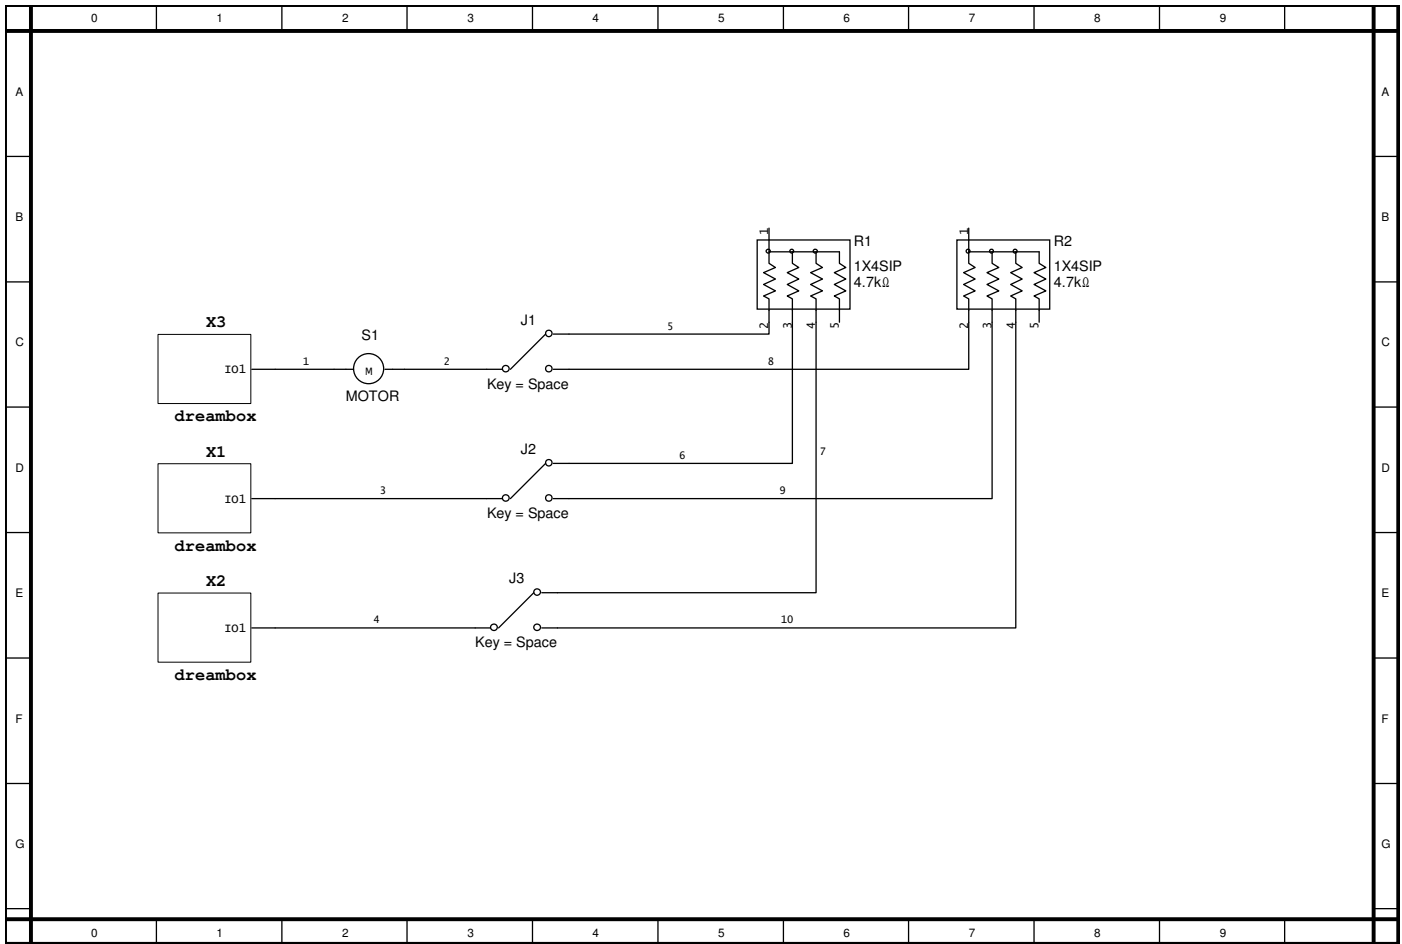 0 1 2 3 4 5 6 7 8 9
A A
B B
1 R1 1 R2
1X4SIP 1X4SIP
4.7kΩ 4.7kΩ
2 3 4 5 2 3 4 5
C C
X3 S1 J1 5
IO1 1 M 2 8
MOTOR Key = Space
dreambox
X1 J2 6 7
D D
IO1 3 9
Key = Space
dreambox
X2 J3
E E
IO1 4 10
Key = Space
dreambox
F F
G G
0 1 2 3 4 5 6 7 8 9